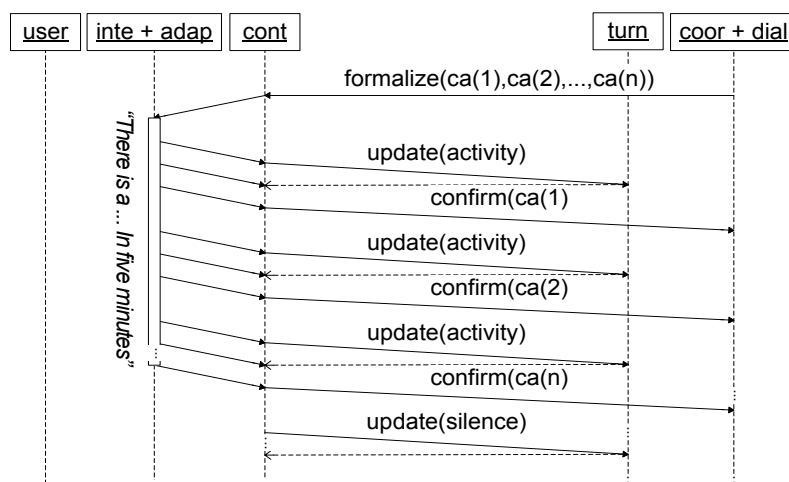 user
inte + adap
cont
turn
coor + dial
formalize(ca(1),ca(2),...,ca(n))
“There is a ... In five minutes”
update(activity)
confirm(ca(1)
update(activity)
confirm(ca(2)
update(activity)
confirm(ca(n)
update(silence)